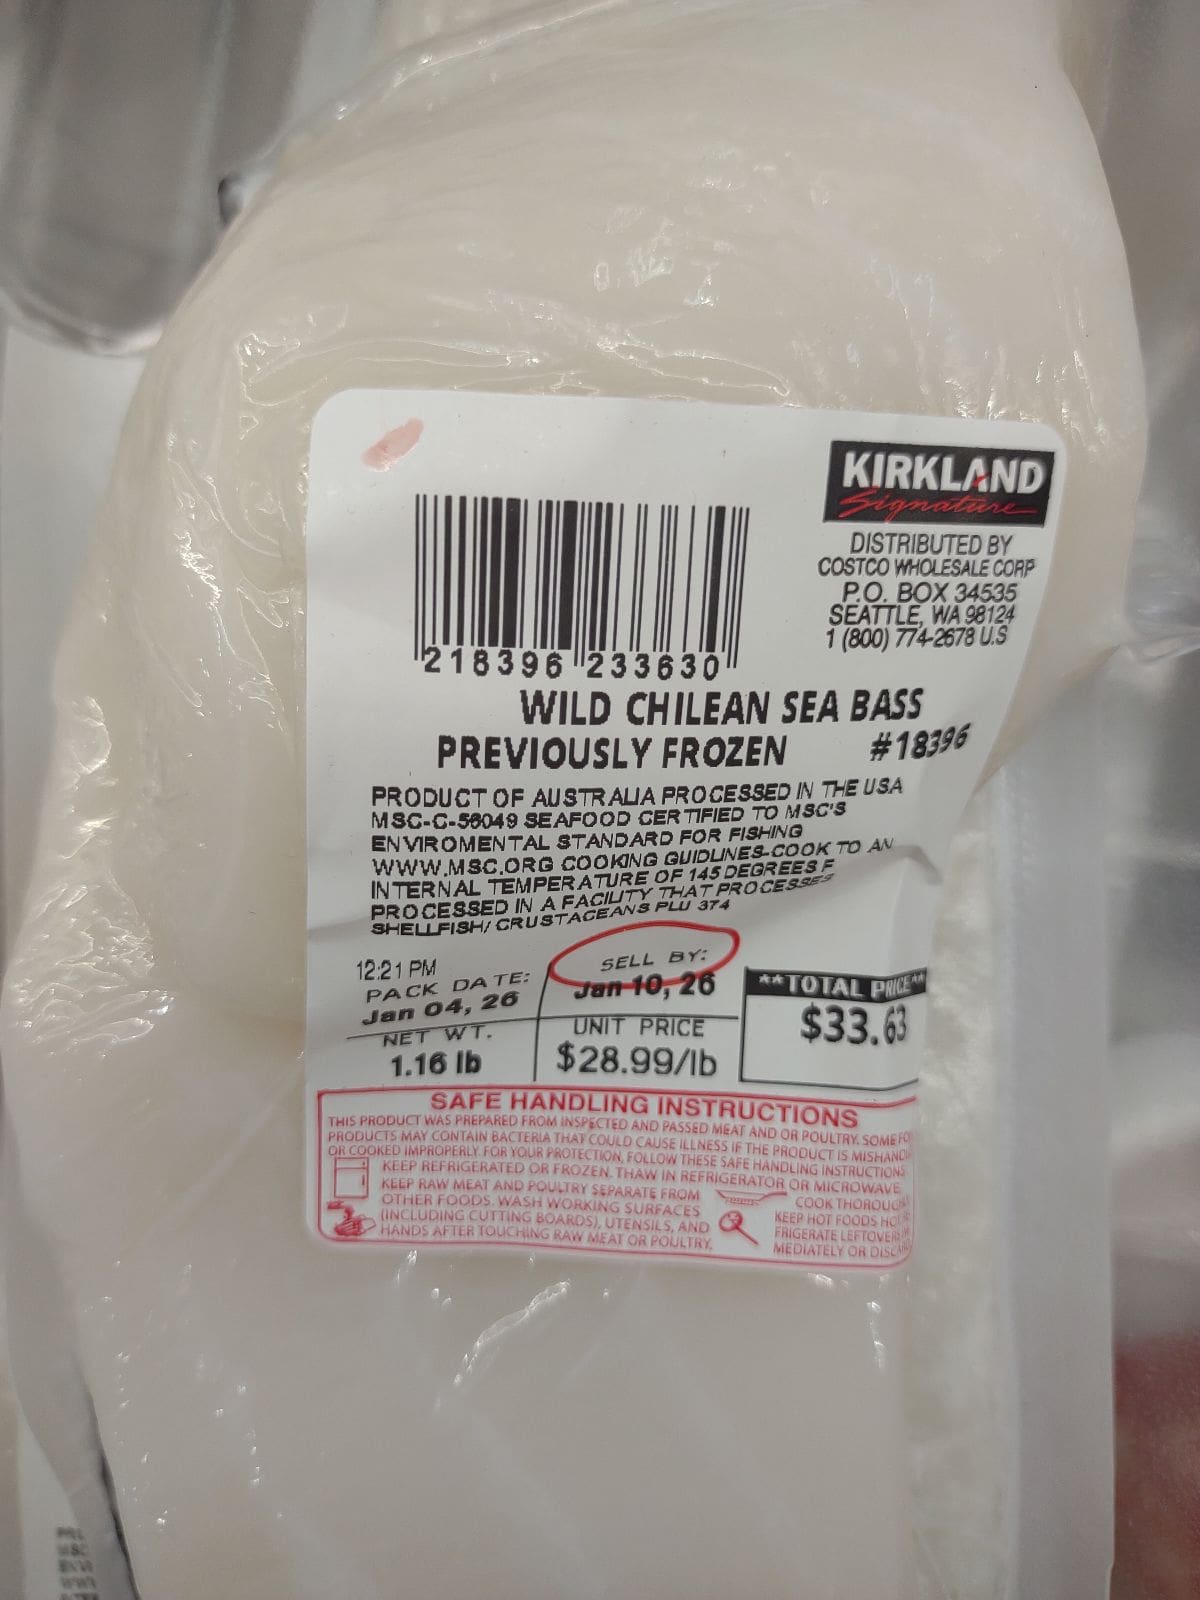 KIRKLAND
Signature
DISTRIBUTED BY
COSTCO WHOLESALE CORP
P.O. BOX 34535
SEATTLE, WA 98124
1 (800) 774-2678 U.S
218396 233630
WILD CHILEAN SEA BASS
PREVIOUSLY FROZEN #18396
PRODUCT OF AUSTRALIA PROCESSED IN THE USA
MSC-C-56049 SEAFOOD CERTIFIED TO MSC'S
ENVIROMENTAL STANDARD FOR FISHING
WWW.MSC.ORG COOKING GUIDLINES-COOK TO AN
INTERNAL TEMPERATURE OF 145 DEGREES F
PROCESSED IN A FACILITY THAT PROCESSES
SHELLFISH/ CRUSTACEANS PLU 374
12:21 PM
PACK DATE:
Jan 04, 26
SELL BY:
Jan 10, 26
NET WT.
1.16 lb
UNIT PRICE
$28.99/lb
**TOTAL PRICE**
$33.63
SAFE HANDLING INSTRUCTIONS
THIS PRODUCT WAS PREPARED FROM INSPECTED AND PASSED MEAT AND OR POULTRY. SOME
PRODUCTS MAY CONTAIN BACTERIA THAT COULD CAUSE ILLNESS IF THE PRODUCT IS
OR COOKED IMPROPERLY. FOR YOUR PROTECTION, FOLLOW THESE SAFE HANDLING INSTRUCTIONS
KEEP REFRIGERATED OR FROZEN. THAW IN REFRIGERATOR OR MICROWAVE
KEEP RAW MEAT AND POULTRY SEPARATE FROM
OTHER FOODS. WASH WORKING SURFACES
(INCLUDING CUTTING BOARDS), UTENSILS, AND
HANDS AFTER TOUCHING RAW MEAT OR POULTRY.
COOK
KEEP HOT FOODS
LEFTOVERS
OR